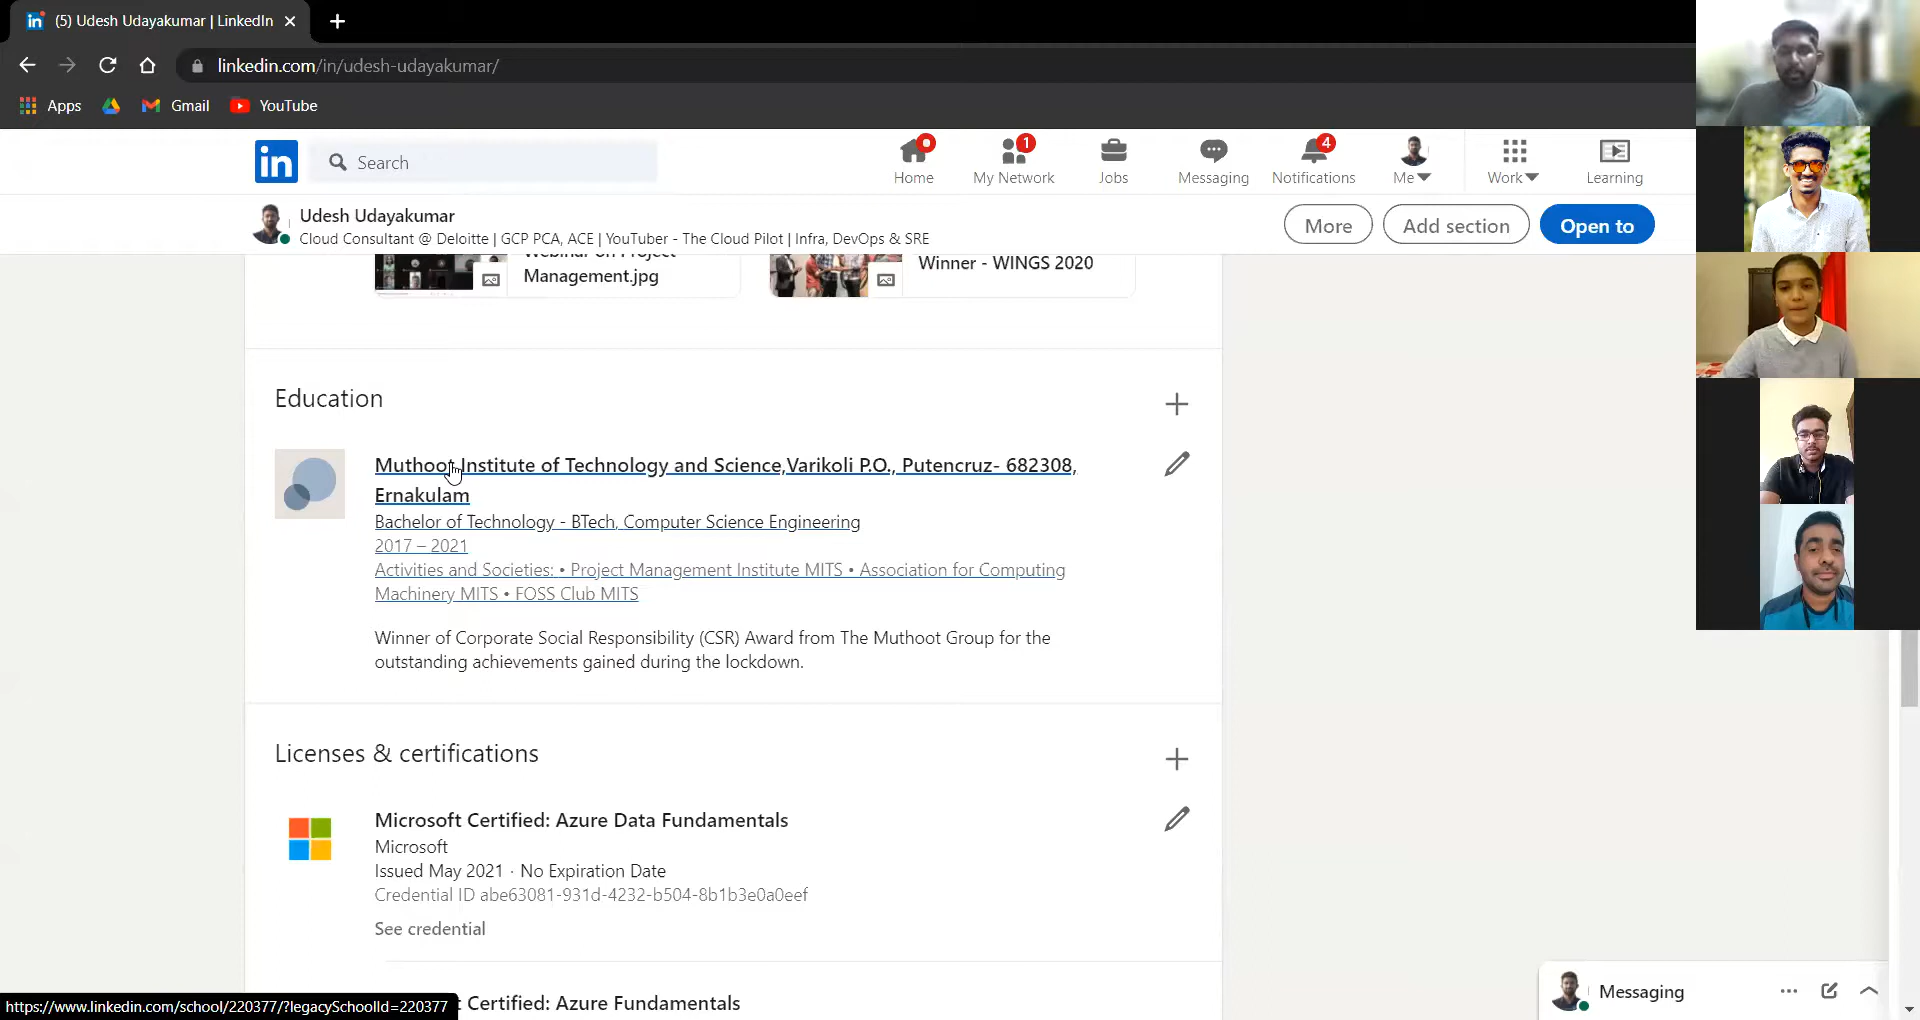 (5) Udesh Udayakumar | LinkedIn
linkedin.com/in/udesh-udayakumar/
Apps Gmail YouTube
in Search
Home
1 My Network
Jobs
Messaging
4 Notifications
Me
Work
Learning
Udesh Udayakumar
Cloud Consultant @ Deloitte | GCP PCA, ACE | YouTuber - The Cloud Pilot | Infra, DevOps & SRE
More Add section Open to
Webinar on Project
Management.jpg
Winner - WINGS 2020
Education
Muthoot Institute of Technology and Science,Varikoli P.O., Putencruz- 682308,
Ernakulam
Bachelor of Technology - BTech, Computer Science Engineering
2017 – 2021
Activities and Societies: • Project Management Institute MITS • Association for Computing
Machinery MITS • FOSS Club MITS
Winner of Corporate Social Responsibility (CSR) Award from The Muthoot Group for the
outstanding achievements gained during the lockdown.
Licenses & certifications
Microsoft Certified: Azure Data Fundamentals
Microsoft
Issued May 2021 · No Expiration Date
Credential ID abe63081-931d-4232-b504-8b1b3e0a0eef
See credential
Certified: Azure Fundamentals
Messaging
https://www.linkedin.com/school/220377/?legacySchoolId=220377